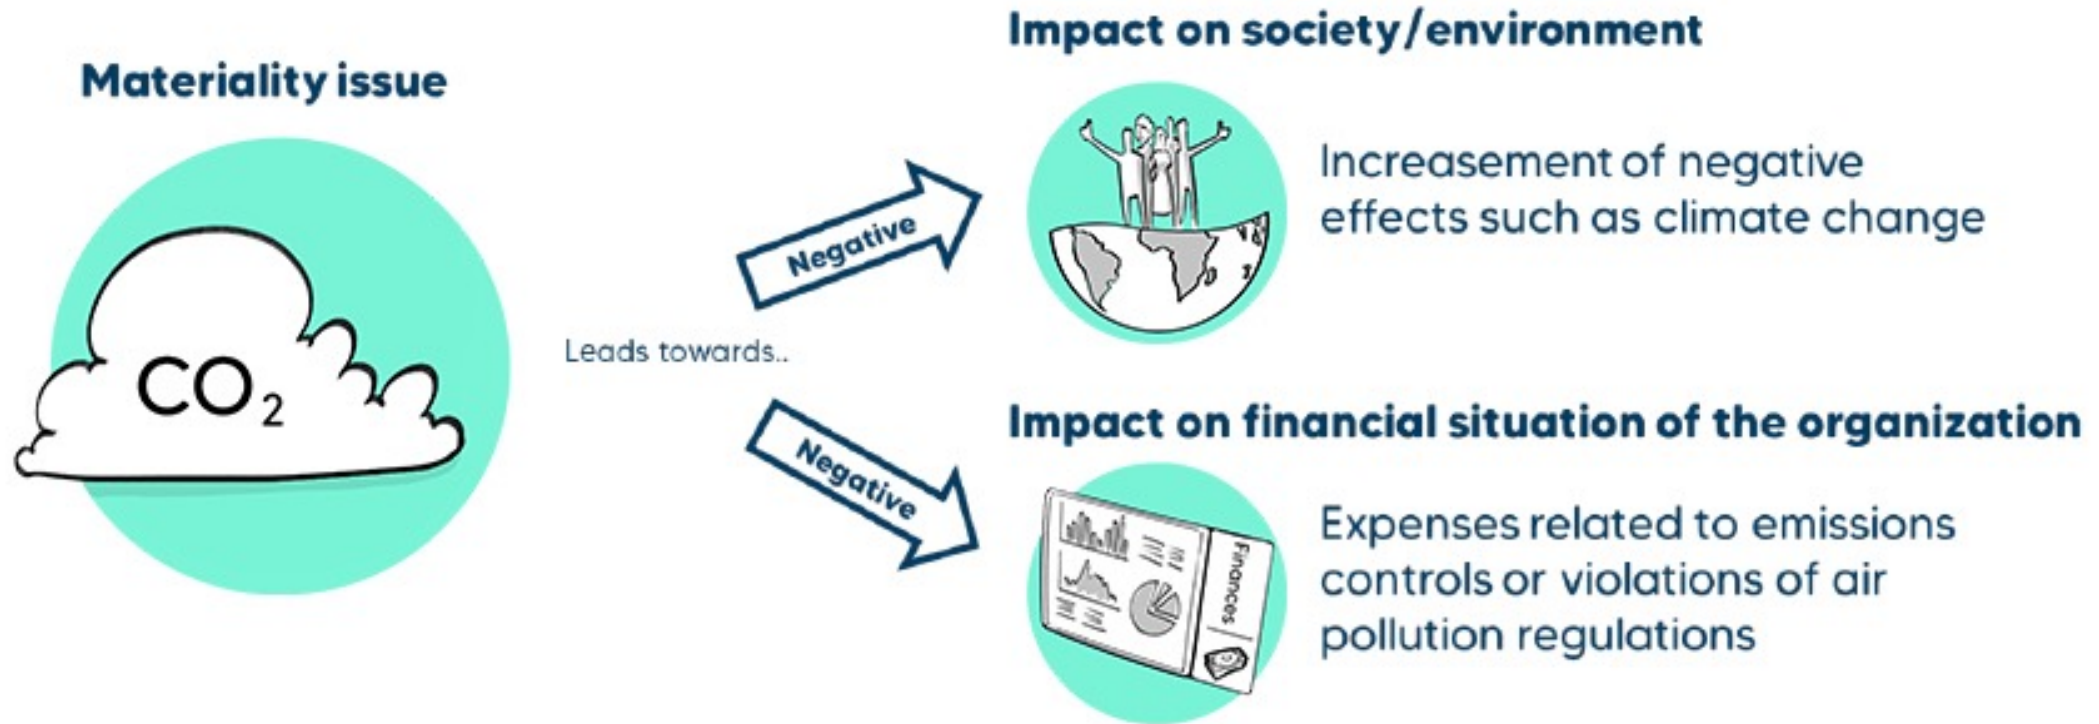 Materiality issue
CO₂
Leads towards..
Negative
Impact on society/environment
Increasement of negative
effects such as climate change
Negative
Impact on financial situation of the organization
Finances
Expenses related to emissions
controls or violations of air
pollution regulations